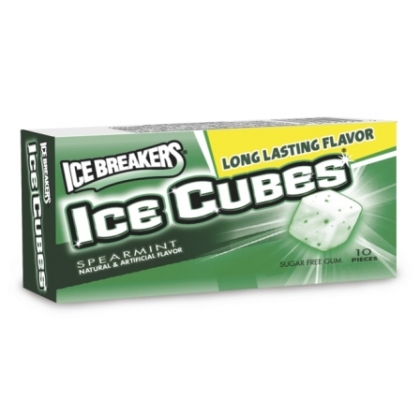 ICE BREAKERS
ICE CUBES
LONG LASTING FLAVOR
ICE BREAKERS®
ICE CUBES®
SPEARMINT
NATURAL & ARTIFICIAL FLAVOR
SUGAR FREE GUM
10
PIECES